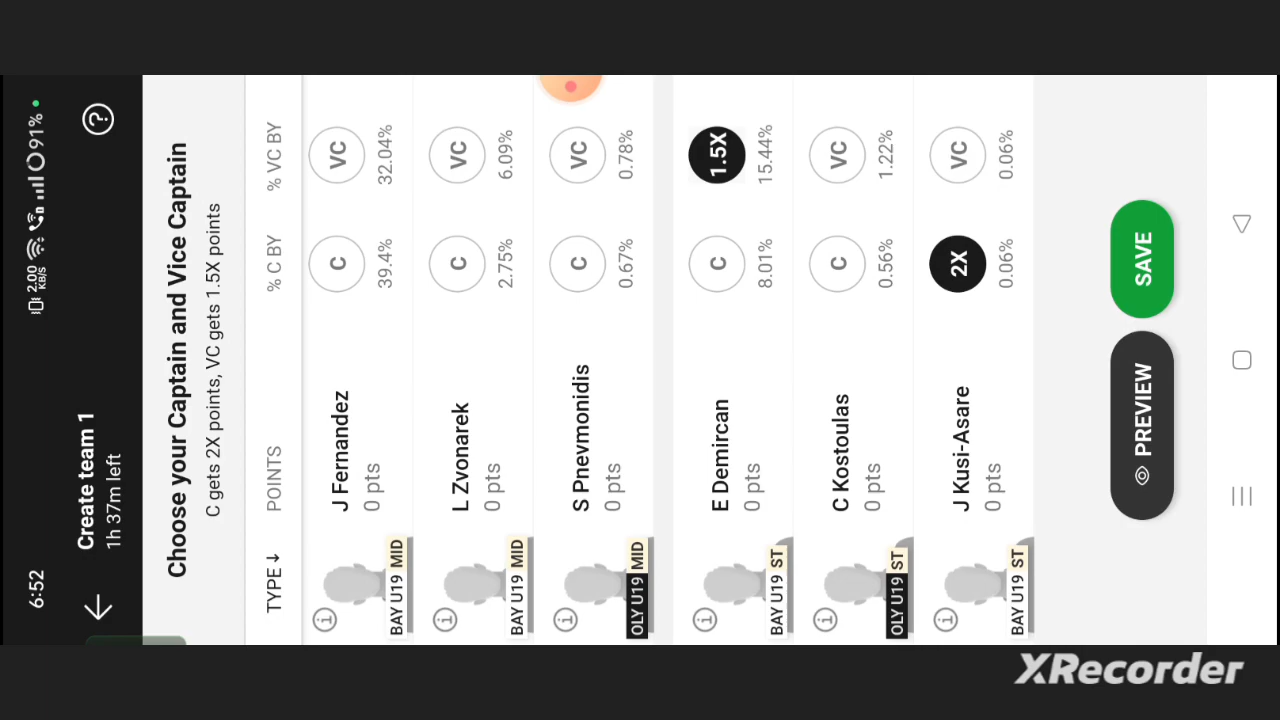 6:52
2.00 KB/S
91%
Create team 1
1h 37m left
Choose your Captain and Vice Captain
C gets 2X points, VC gets 1.5X points
TYPE ↓ POINTS % C BY % VC BY
J Fernandez
0 pts
BAY U19 MID
C VC
39.4% 32.04%
L Zvonarek
0 pts
BAY U19 MID
C VC
2.75% 6.09%
S Pnevmonidis
0 pts
OLY U19 MID
C VC
0.67% 0.78%
E Demircan
0 pts
BAY U19 ST
C 1.5X
8.01% 15.44%
C Kostoulas
0 pts
OLY U19 ST
C VC
0.56% 1.22%
J Kusi-Asare
0 pts
BAY U19 ST
2X VC
0.06% 0.06%
PREVIEW SAVE
XRecorder